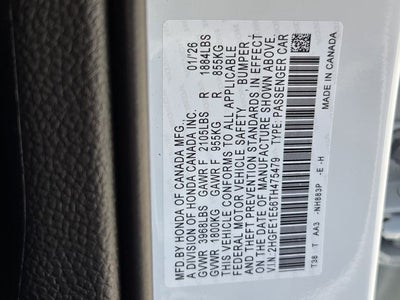 MFD. BY HONDA OF CANADA MFG.
A DIVISION OF HONDA CANADA INC. 01/26
GVWR 3968LBS GAWR F 2105LBS R 1884LBS
GVWR 1800KG GAWR F 955KG R 855KG
THIS VEHICLE CONFORMS TO ALL APPLICABLE
FEDERAL MOTOR VEHICLE SAFETY, BUMPER,
AND THEFT PREVENTION STANDARDS IN EFFECT
ON THE DATE OF MANUFACTURE SHOWN ABOVE.
V.I.N. 2HGFE1E56TH475479 TYPE: PASSENGER CAR
T38 T AA3 -NH883P -E -H
MADE IN CANADA